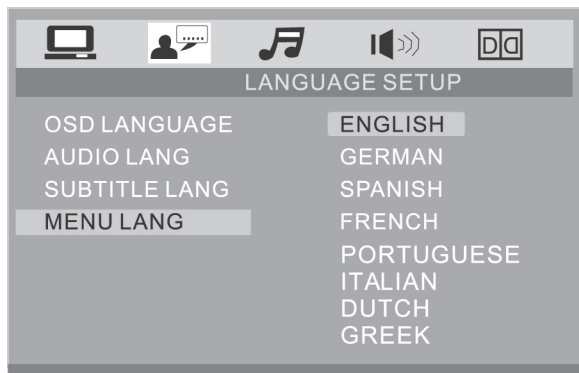 LANGUAGE SETUP
OSD LANGUAGE
AUDIO LANG
SUBTITLE LANG
MENU LANG
ENGLISH
GERMAN
SPANISH
FRENCH
PORTUGUESE
ITALIAN
DUTCH
GREEK